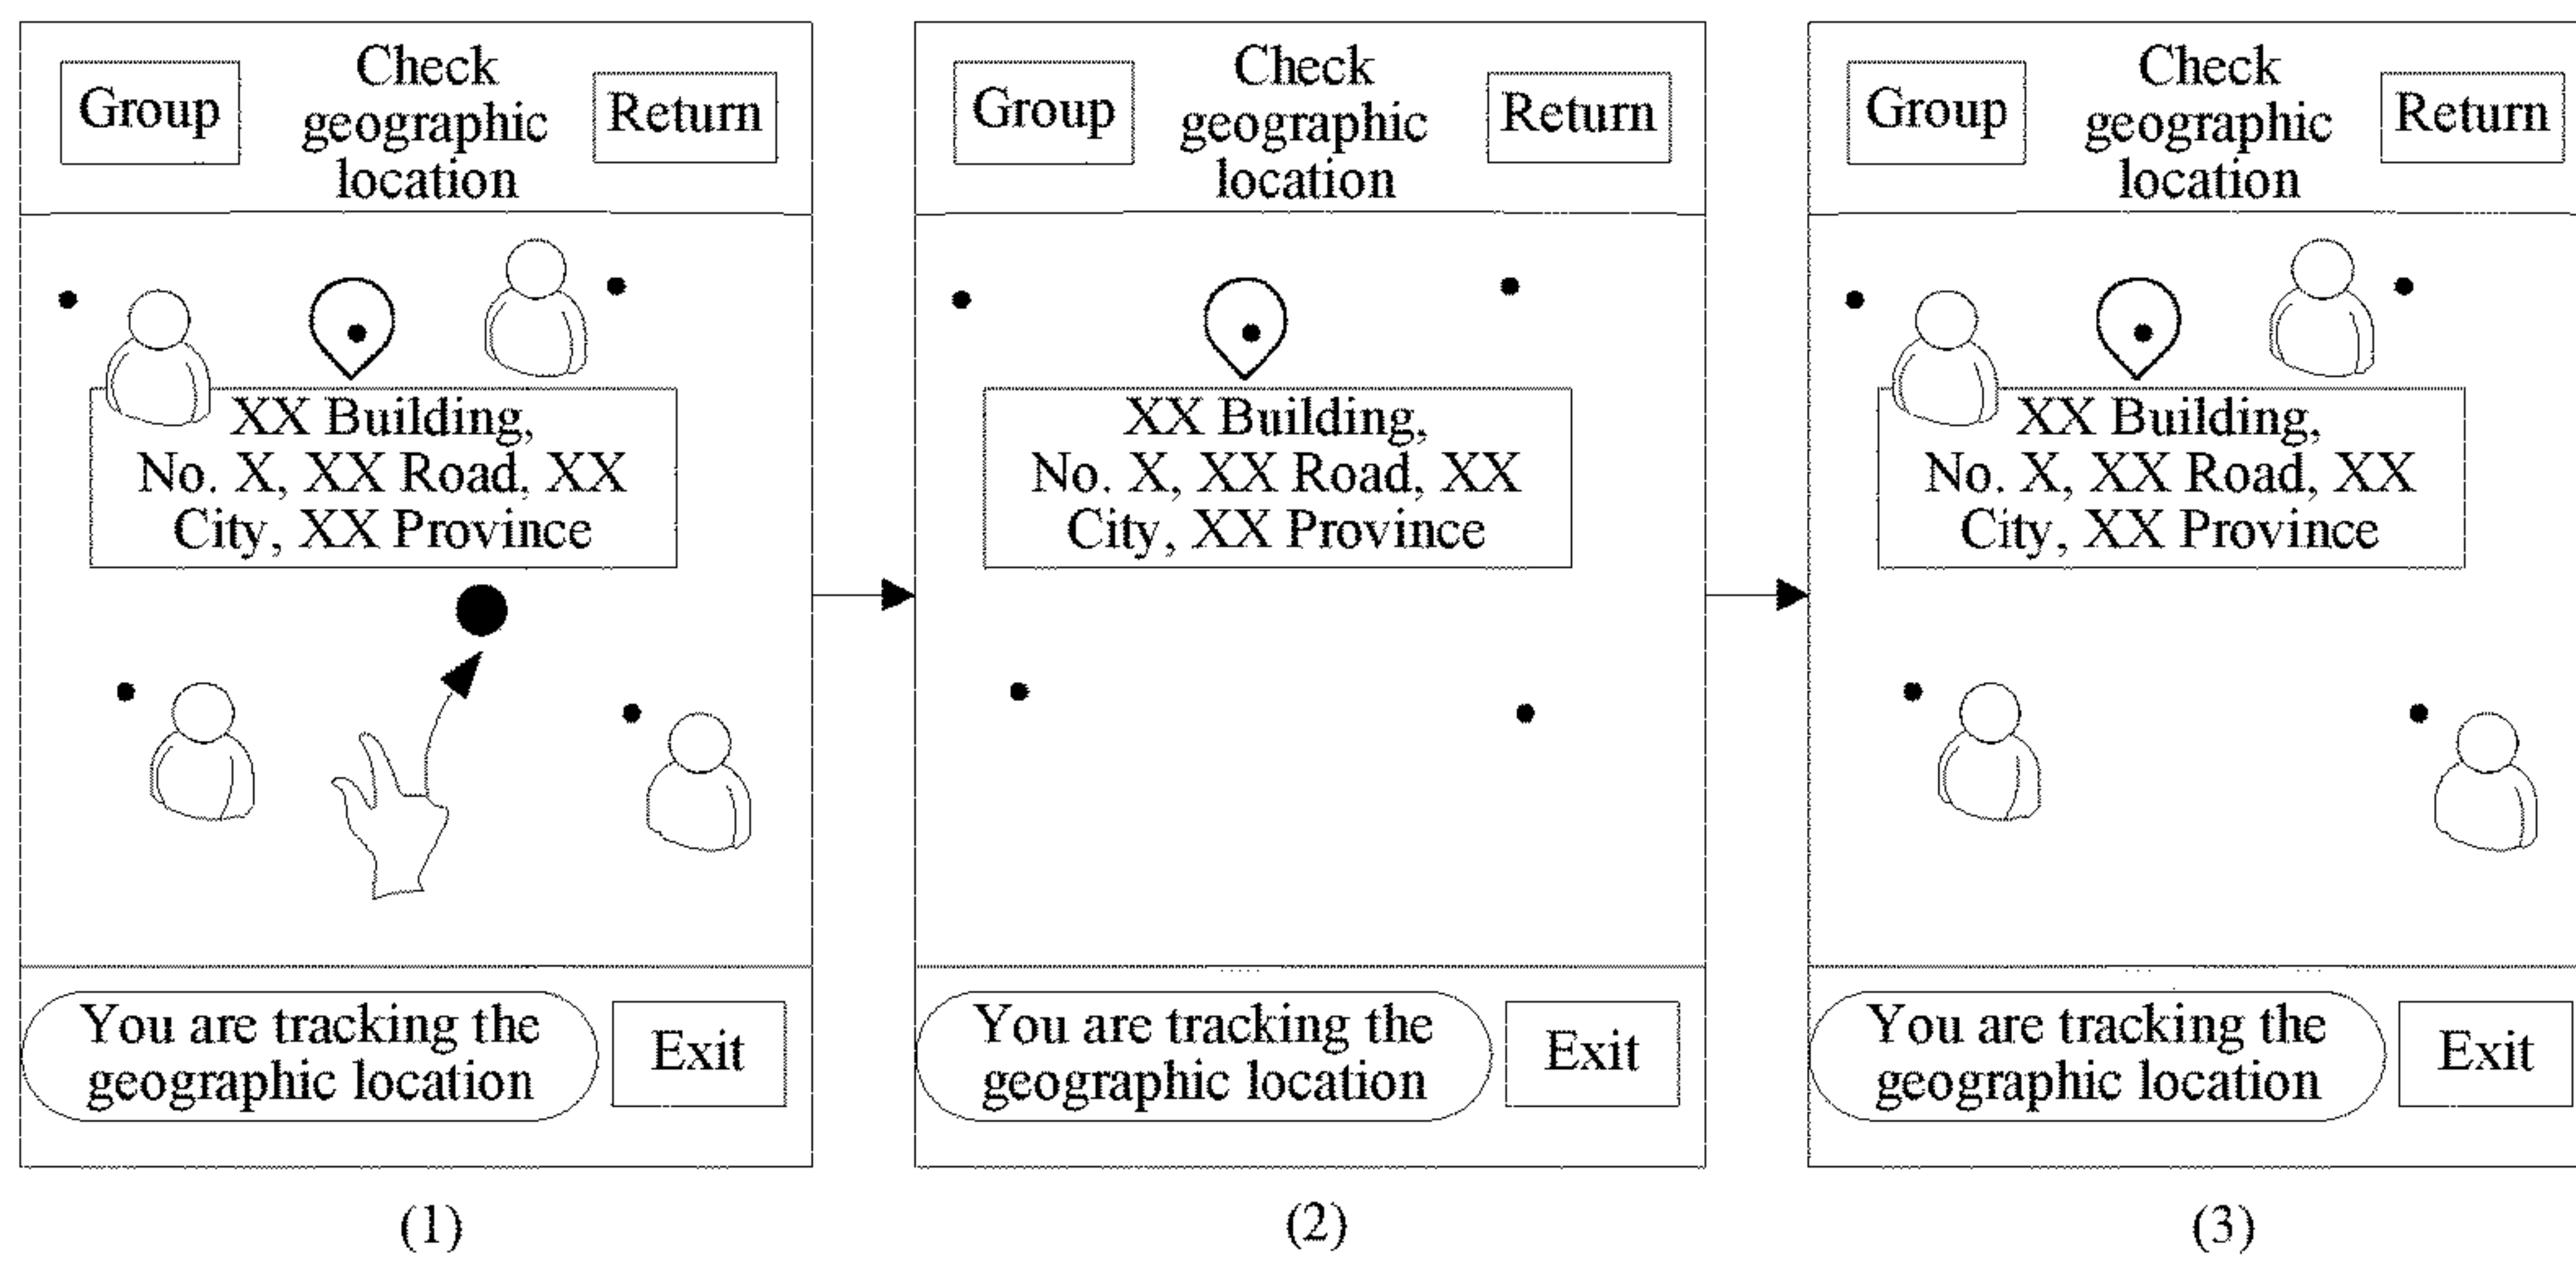 Group
Check
geographic
location
Return
XX Building,
No. X, XX Road, XX
City, XX Province
You are tracking the
geographic location
Exit
(1)
Group
Check
geographic
location
Return
XX Building,
No. X, XX Road, XX
City, XX Province
You are tracking the
geographic location
Exit
(2)
Group
Check
geographic
location
Return
XX Building,
No. X, XX Road, XX
City, XX Province
You are tracking the
geographic location
Exit
(3)